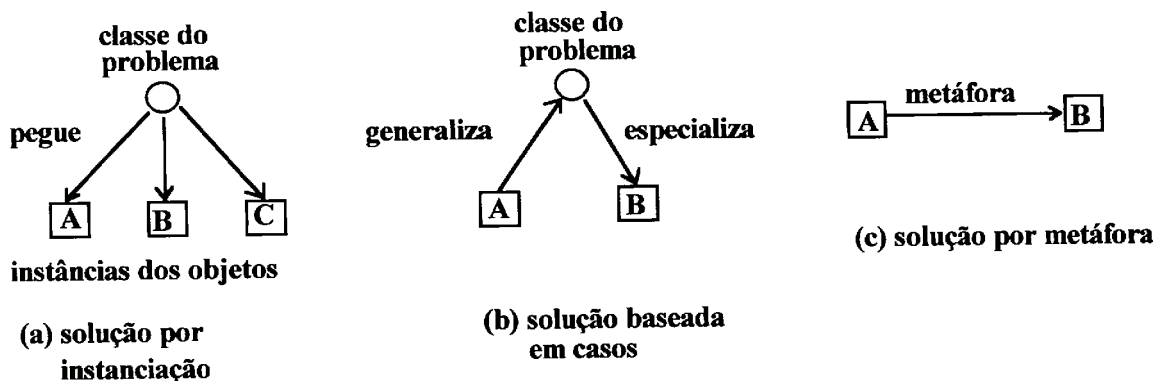 classe do
problema
pegue
A
B
C
instâncias dos objetos
(a) solução por
instanciação
classe do
problema
generaliza
especializa
A
B
(b) solução baseada
em casos
metáfora
A
B
(c) solução por metáfora